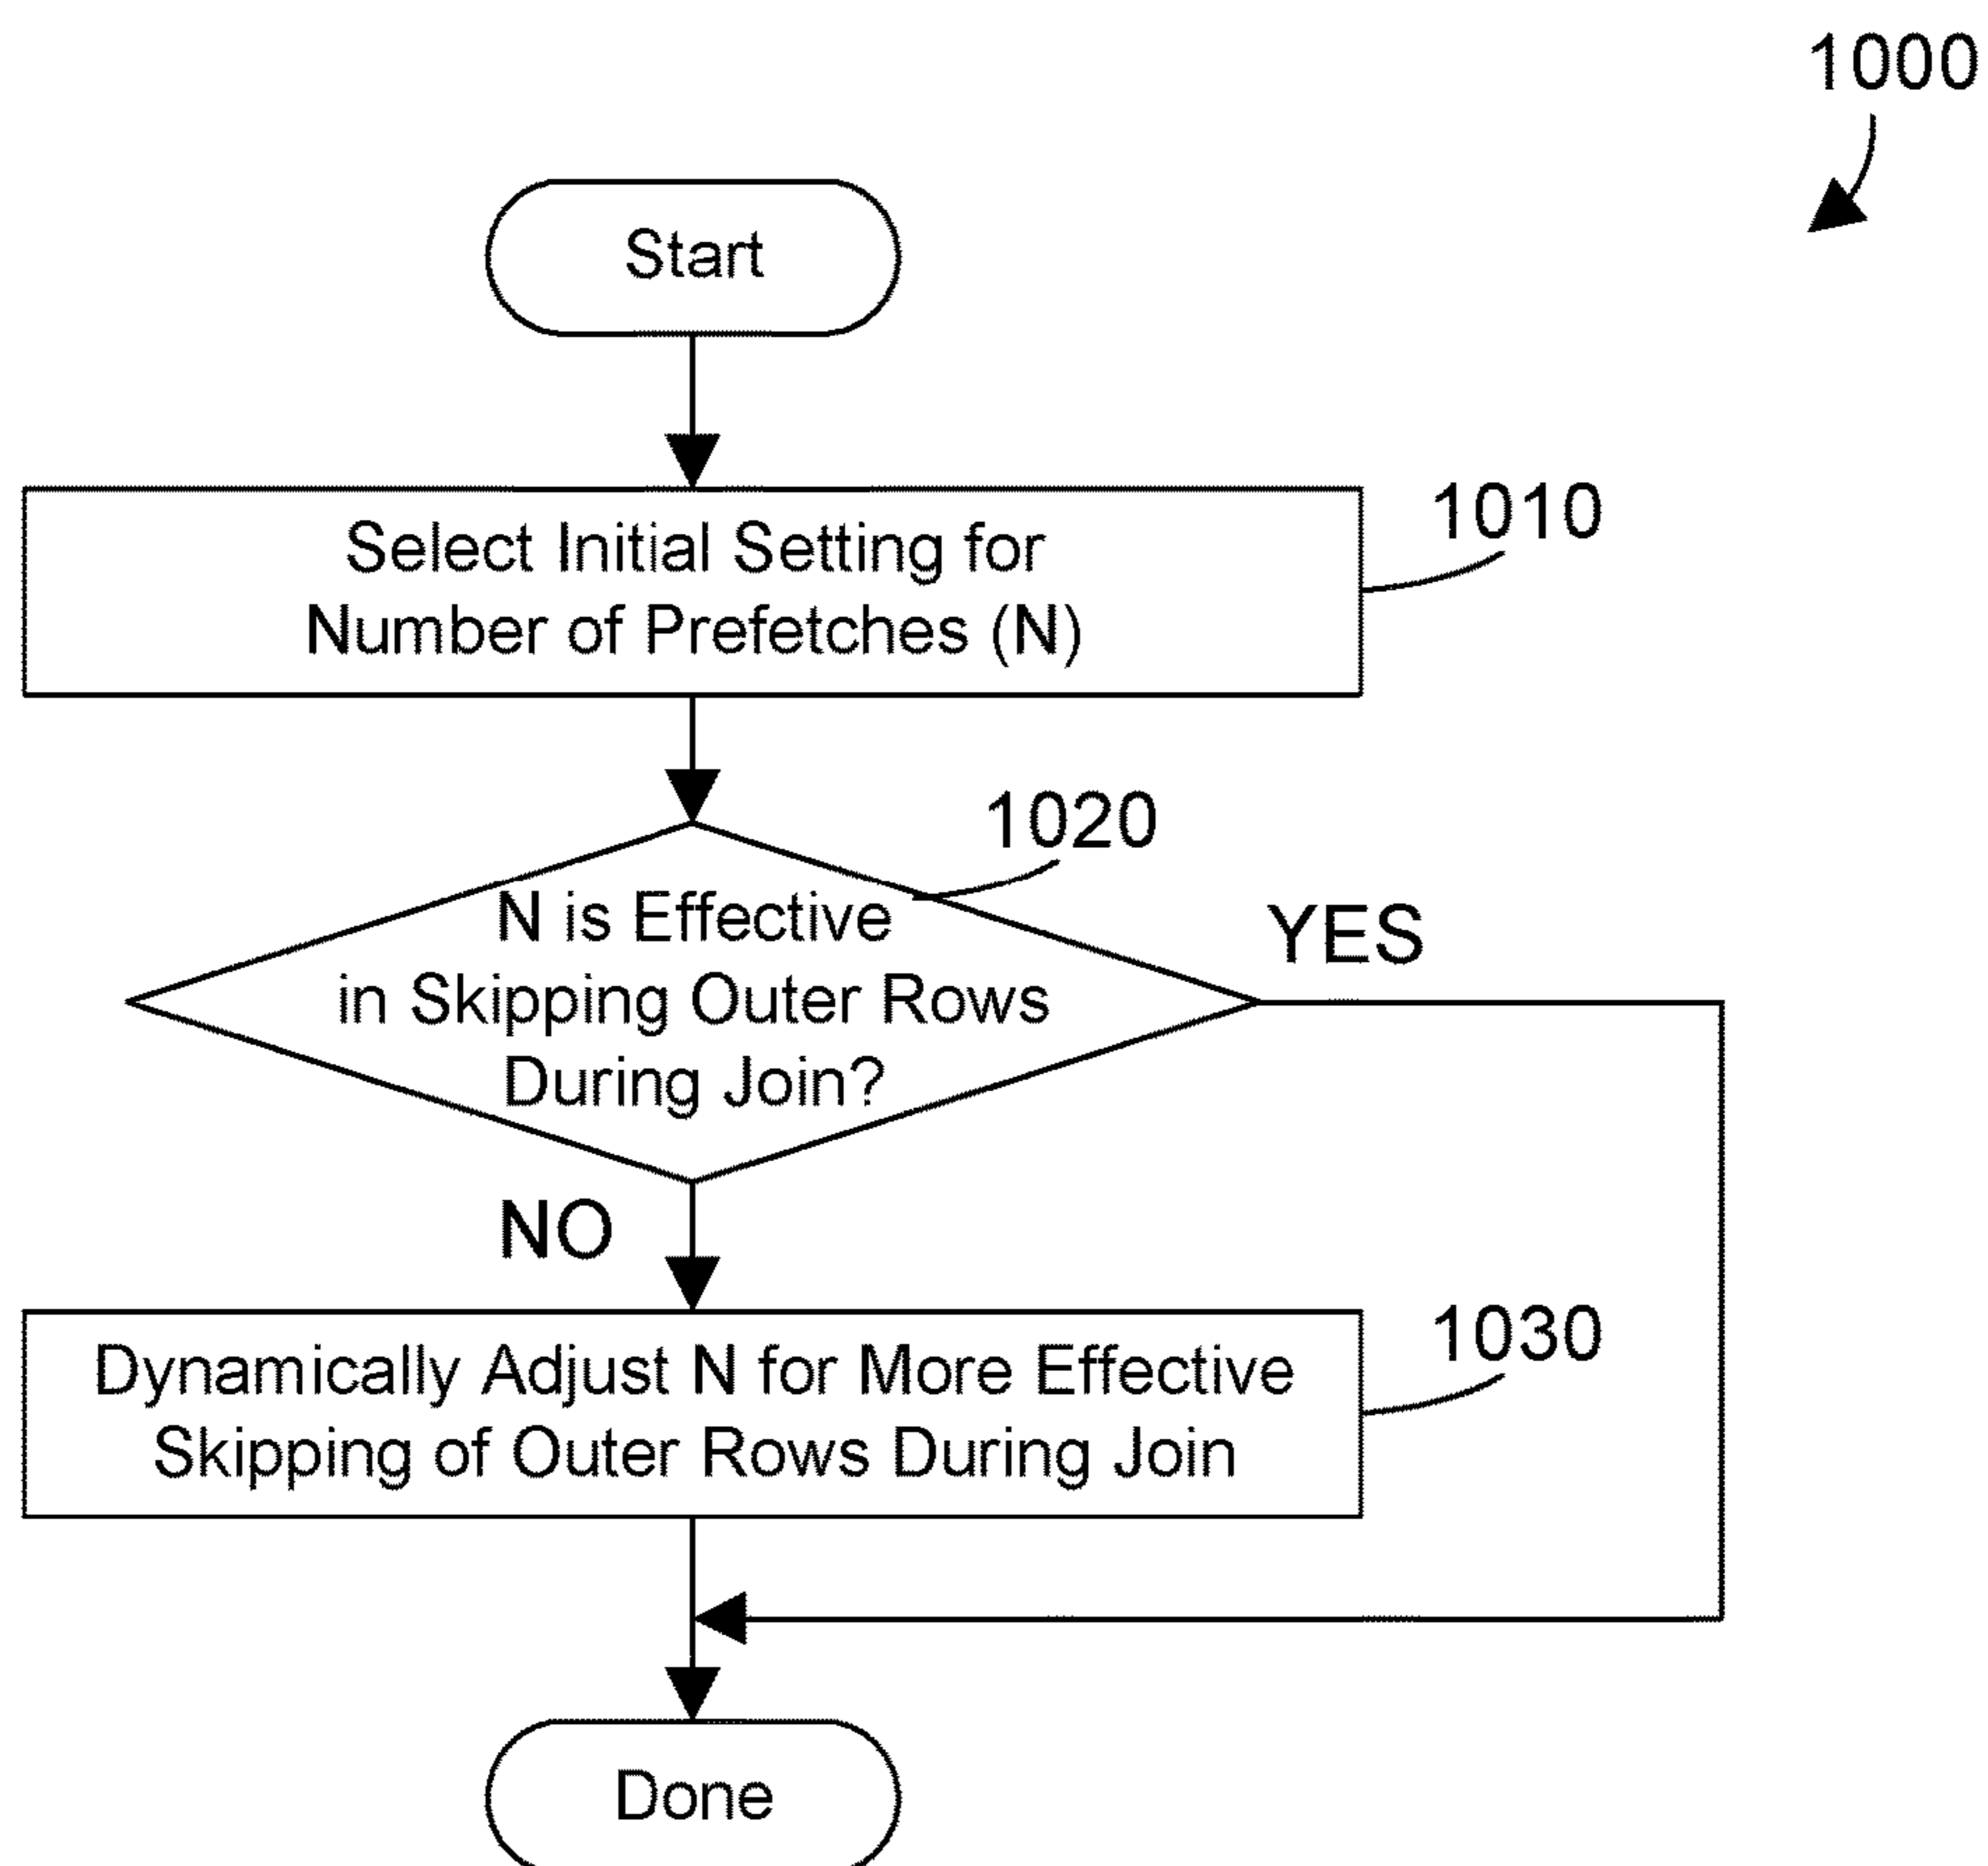 1000
Start
1010
Select Initial Setting for
Number of Prefetches (N)
1020
N is Effective
in Skipping Outer Rows
During Join?
YES
NO
1030
Dynamically Adjust N for More Effective
Skipping of Outer Rows During Join
Done